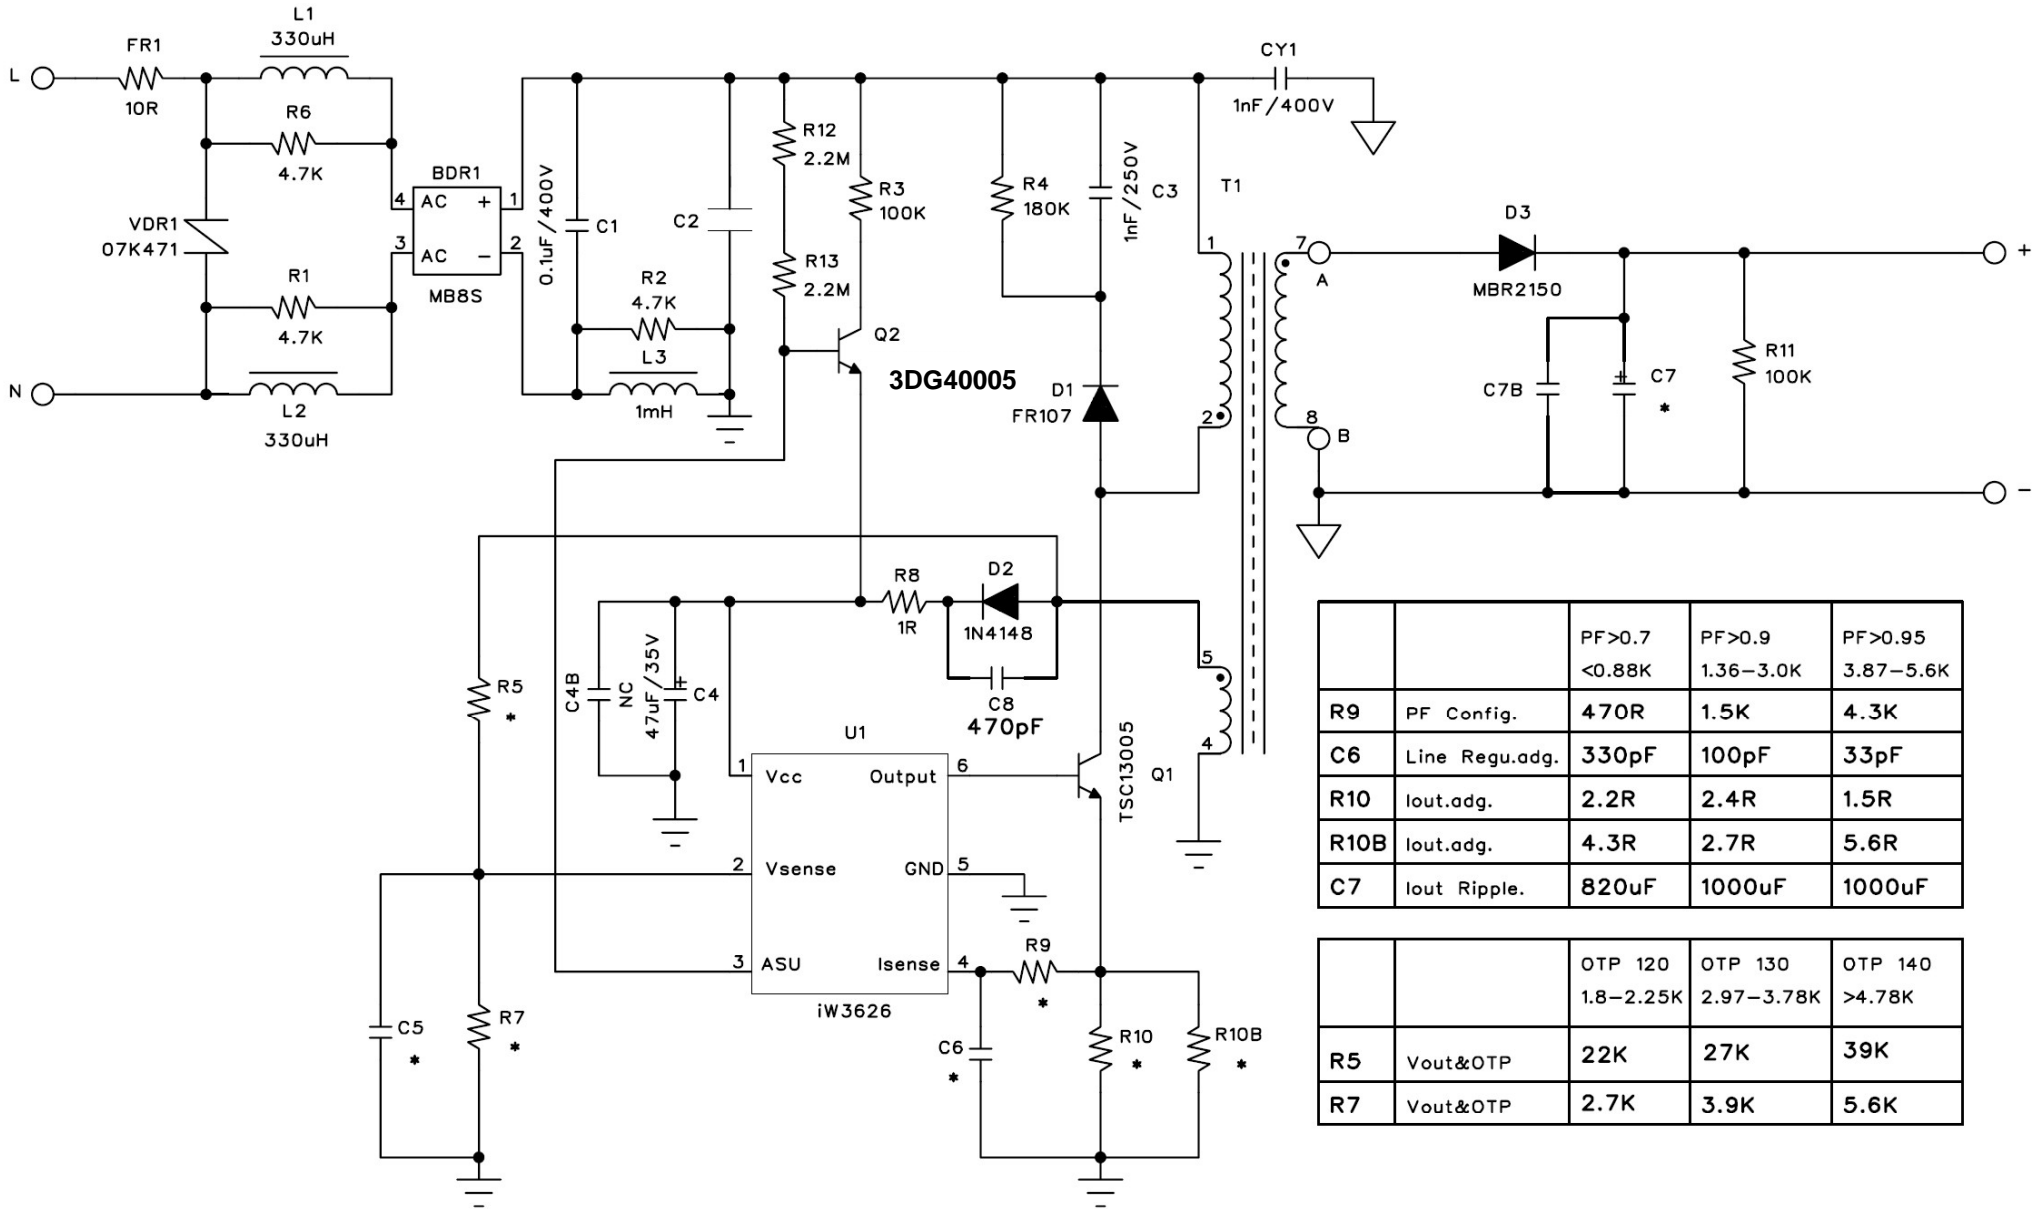 L1
330uH
FR1
L
10R
R6
4.7K
VDR1
07K471
R1
4.7K
N
L2
330uH
BDR1
4 AC + 1
3 AC − 2
MB8S
0.1uF/400V
C1
C2
R2
4.7K
L3
1mH
R12
2.2M
R13
2.2M
R3
100K
Q2
3DG40005
R4
180K
1nF/250V
C3
D1
FR107
CY1
1nF/400V
T1
1
2
7
A
8
B
5
4
D3
MBR2150
C7B
C7
+
*
R11
100K
+
−
R8
1R
D2
1N4148
C8
470pF
C4B
NC
47uF/35V
+
C4
R5
*
U1
1 Vcc
Output 6
2 Vsense
GND 5
3 ASU
Isense 4
iW3626
TSC13005
Q1
C5
*
R7
*
R9
*
C6
*
R10
*
R10B
*
PF>0.7 PF>0.9 PF>0.95
<0.88K 1.36−3.0K 3.87−5.6K
R9 PF Config. 470R 1.5K 4.3K
C6 Line Regu.adg. 330pF 100pF 33pF
R10 Iout.adg. 2.2R 2.4R 1.5R
R10B Iout.adg. 4.3R 2.7R 5.6R
C7 Iout Ripple. 820uF 1000uF 1000uF
OTP 120 OTP 130 OTP 140
1.8−2.25K 2.97−3.78K >4.78K
R5 Vout&OTP 22K 27K 39K
R7 Vout&OTP 2.7K 3.9K 5.6K